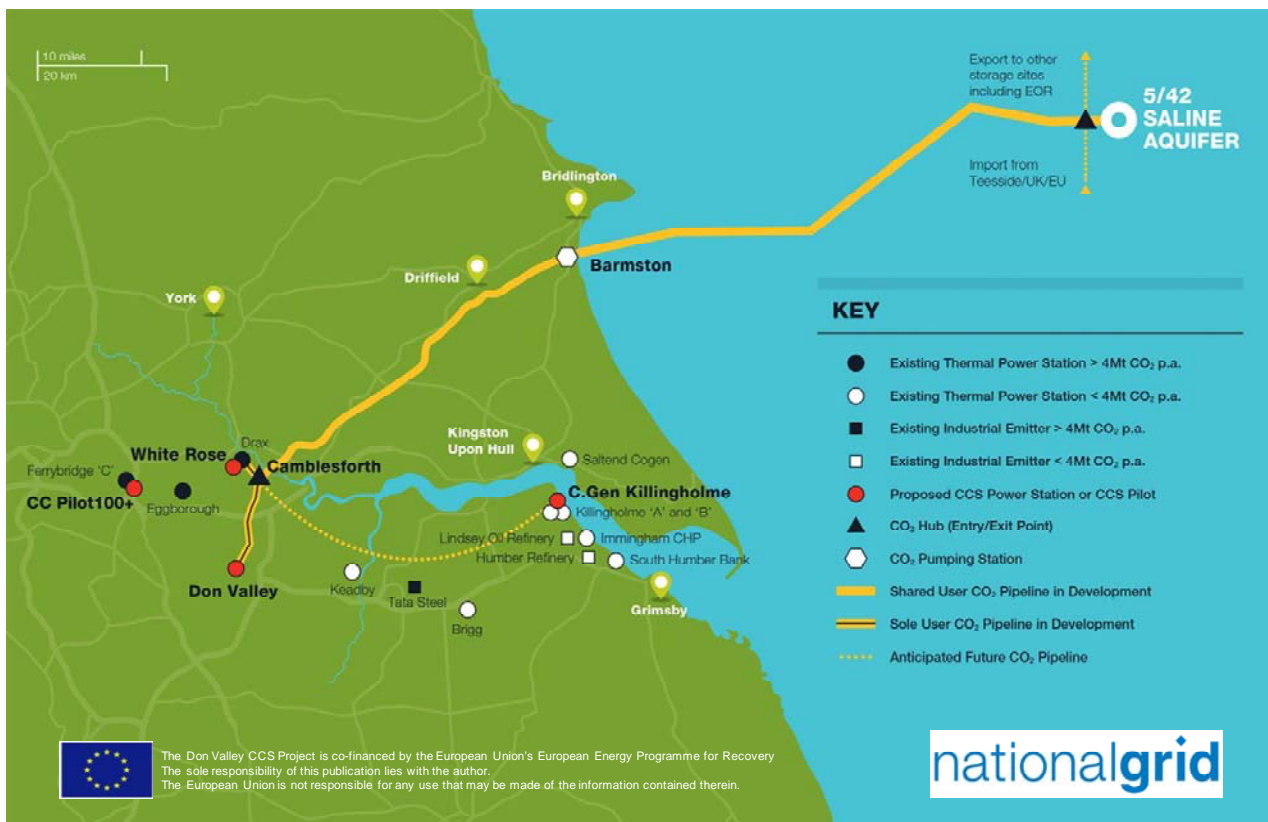 10 miles
20 km
Export to other
storage sites
including EOR
5/42
SALINE
AQUIFER
Import from
Teesside/UK/EU
Bridlington
Barmston
Driffield
York
KEY
Existing Thermal Power Station > 4Mt CO₂ p.a.
Existing Thermal Power Station < 4Mt CO₂ p.a.
Existing Industrial Emitter > 4Mt CO₂ p.a.
Existing Industrial Emitter < 4Mt CO₂ p.a.
Proposed CCS Power Station or CCS Pilot
CO₂ Hub (Entry/Exit Point)
CO₂ Pumping Station
Shared User CO₂ Pipeline in Development
Sole User CO₂ Pipeline in Development
Anticipated Future CO₂ Pipeline
Kingston
Upon Hull
Saltend Cogen
Drax
White Rose
Camblesforth
Ferrybridge 'C'
CC Pilot100+
Eggborough
C.Gen Killingholme
Killingholme 'A' and 'B'
Lindsey Oil Refinery
Immingham CHP
Humber Refinery
South Humber Bank
Don Valley
Keadby
Tata Steel
Brigg
Grimsby
The Don Valley CCS Project is co-financed by the European Union's European Energy Programme for Recovery
The sole responsibility of this publication lies with the author.
The European Union is not responsible for any use that may be made of the information contained therein.
nationalgrid